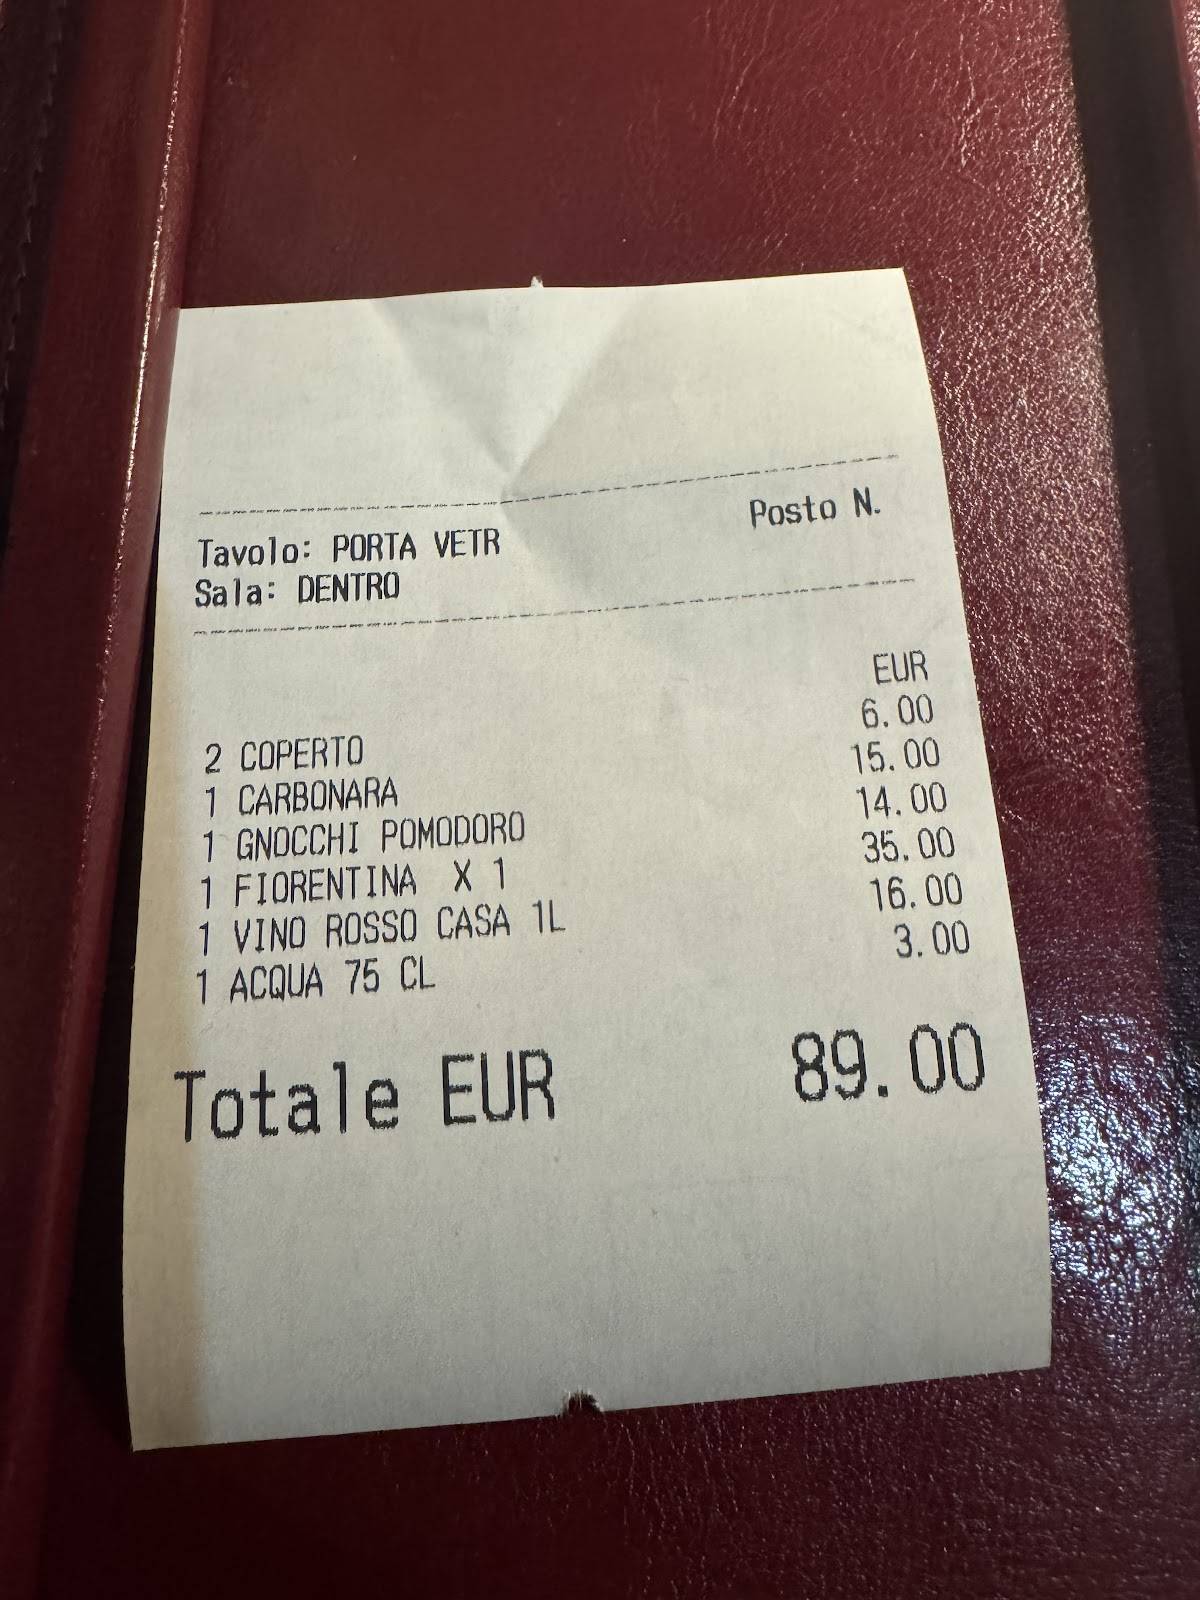 Posto N.
Tavolo: PORTA VETR
Sala: DENTRO
EUR
2 COPERTO 6.00
1 CARBONARA 15.00
1 GNOCCHI POMODORO 14.00
1 FIORENTINA X 1 35.00
1 VINO ROSSO CASA 1L 16.00
1 ACQUA 75 CL 3.00
Totale EUR 89.00